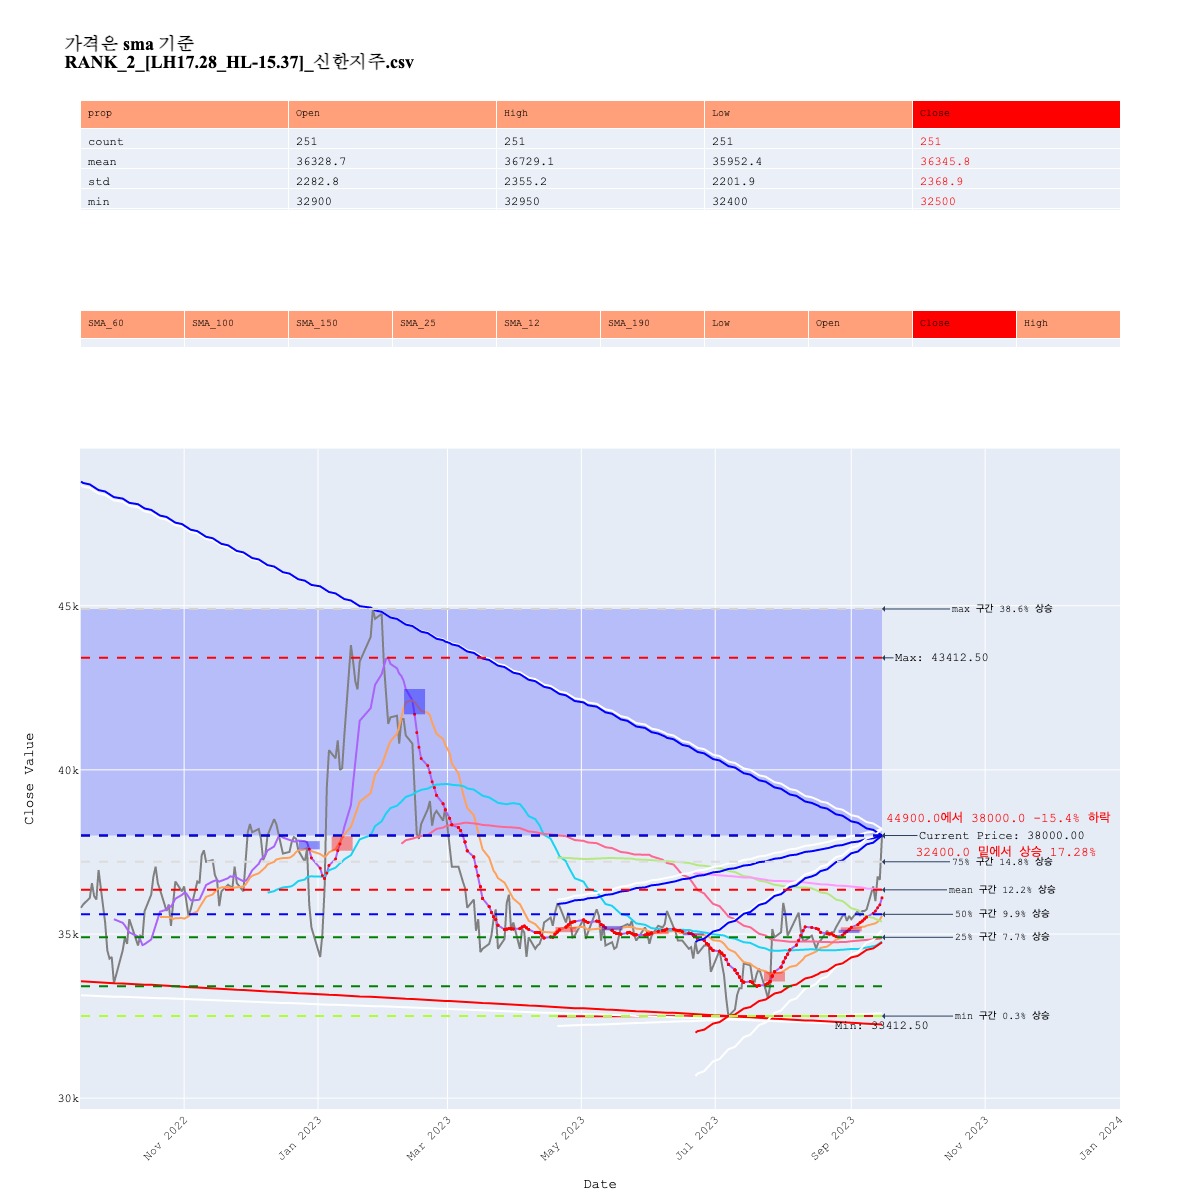 가격은 sma 기준
RANK_2_[LH17.28_HL-15.37]_신한지주.csv
prop Open High Low Close
count 251 251 251 251
mean 36328.7 36729.1 35952.4 36345.8
std 2282.8 2355.2 2201.9 2368.9
min 32900 32950 32400 32500
SMA_60 SMA_100 SMA_150 SMA_25 SMA_12 SMA_190 Low Open Close High
45k
max 구간 38.6% 상승
Max: 43412.50
40k
44900.0에서 38000.0 -15.4% 하락
Current Price: 38000.00
32400.0 밑에서 상승 17.28%
75% 구간 14.8% 상승
mean 구간 12.2% 상승
50% 구간 9.9% 상승
35k
25% 구간 7.7% 상승
min 구간 0.3% 상승
Min: 33412.50
30k
Close Value
Nov 2022
Jan 2023
Mar 2023
May 2023
Jul 2023
Sep 2023
Nov 2023
Jan 2024
Date